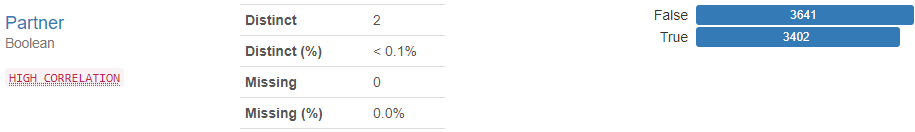 Partner
Boolean
HIGH CORRELATION
Distinct 2
Distinct (%) < 0.1%
Missing 0
Missing (%) 0.0%
False 3641
True 3402